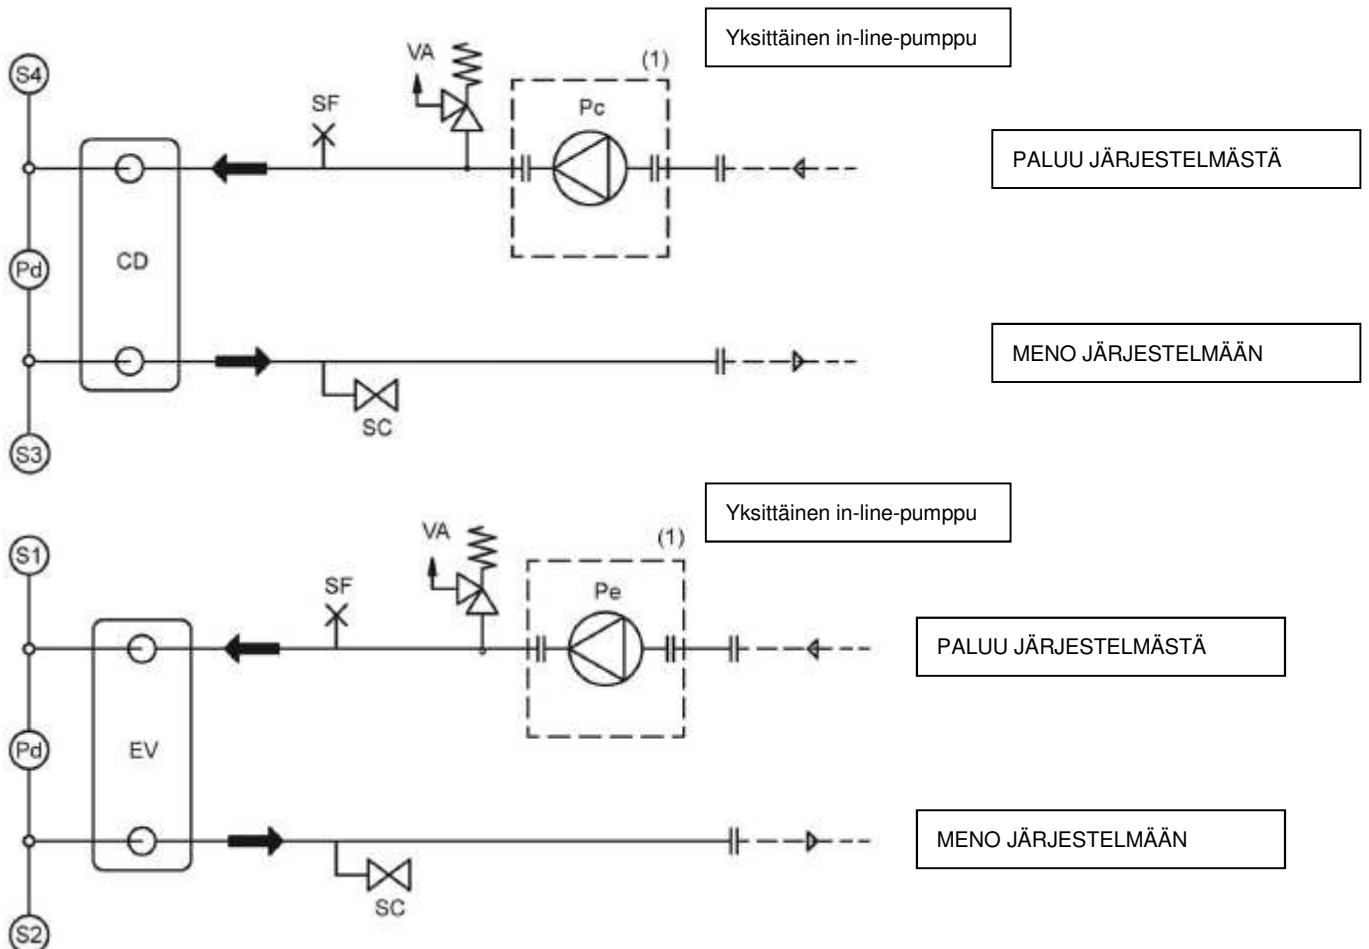 Yksittäinen in-line-pumppu
VA
(1)
S4
SF
Pc
PALUU JÄRJESTELMÄSTÄ
Pd
CD
MENO JÄRJESTELMÄÄN
SC
S3
Yksittäinen in-line-pumppu
VA
(1)
S1
SF
Pe
PALUU JÄRJESTELMÄSTÄ
Pd
EV
MENO JÄRJESTELMÄÄN
SC
S2